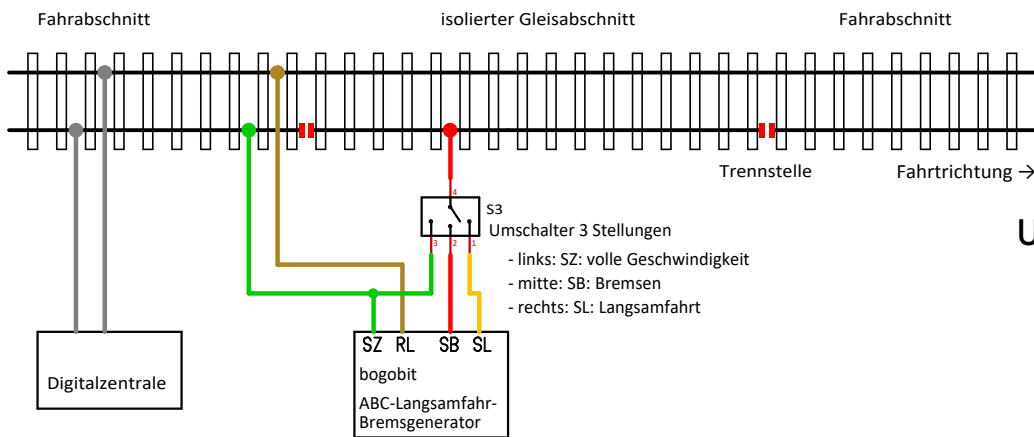 Fahrabschnitt
isolierter Gleisabschnitt
Fahrabschnitt
Trennstelle
Fahrtrichtung →
4
S3
Umschalter 3 Stellungen
3
2
1
U
- links: SZ: volle Geschwindigkeit
- mitte: SB: Bremsen
- rechts: SL: Langsamfahrt
Digitalzentrale
SZ RL SB SL
bogobit
ABC-Langsamfahr-
Bremsgenerator